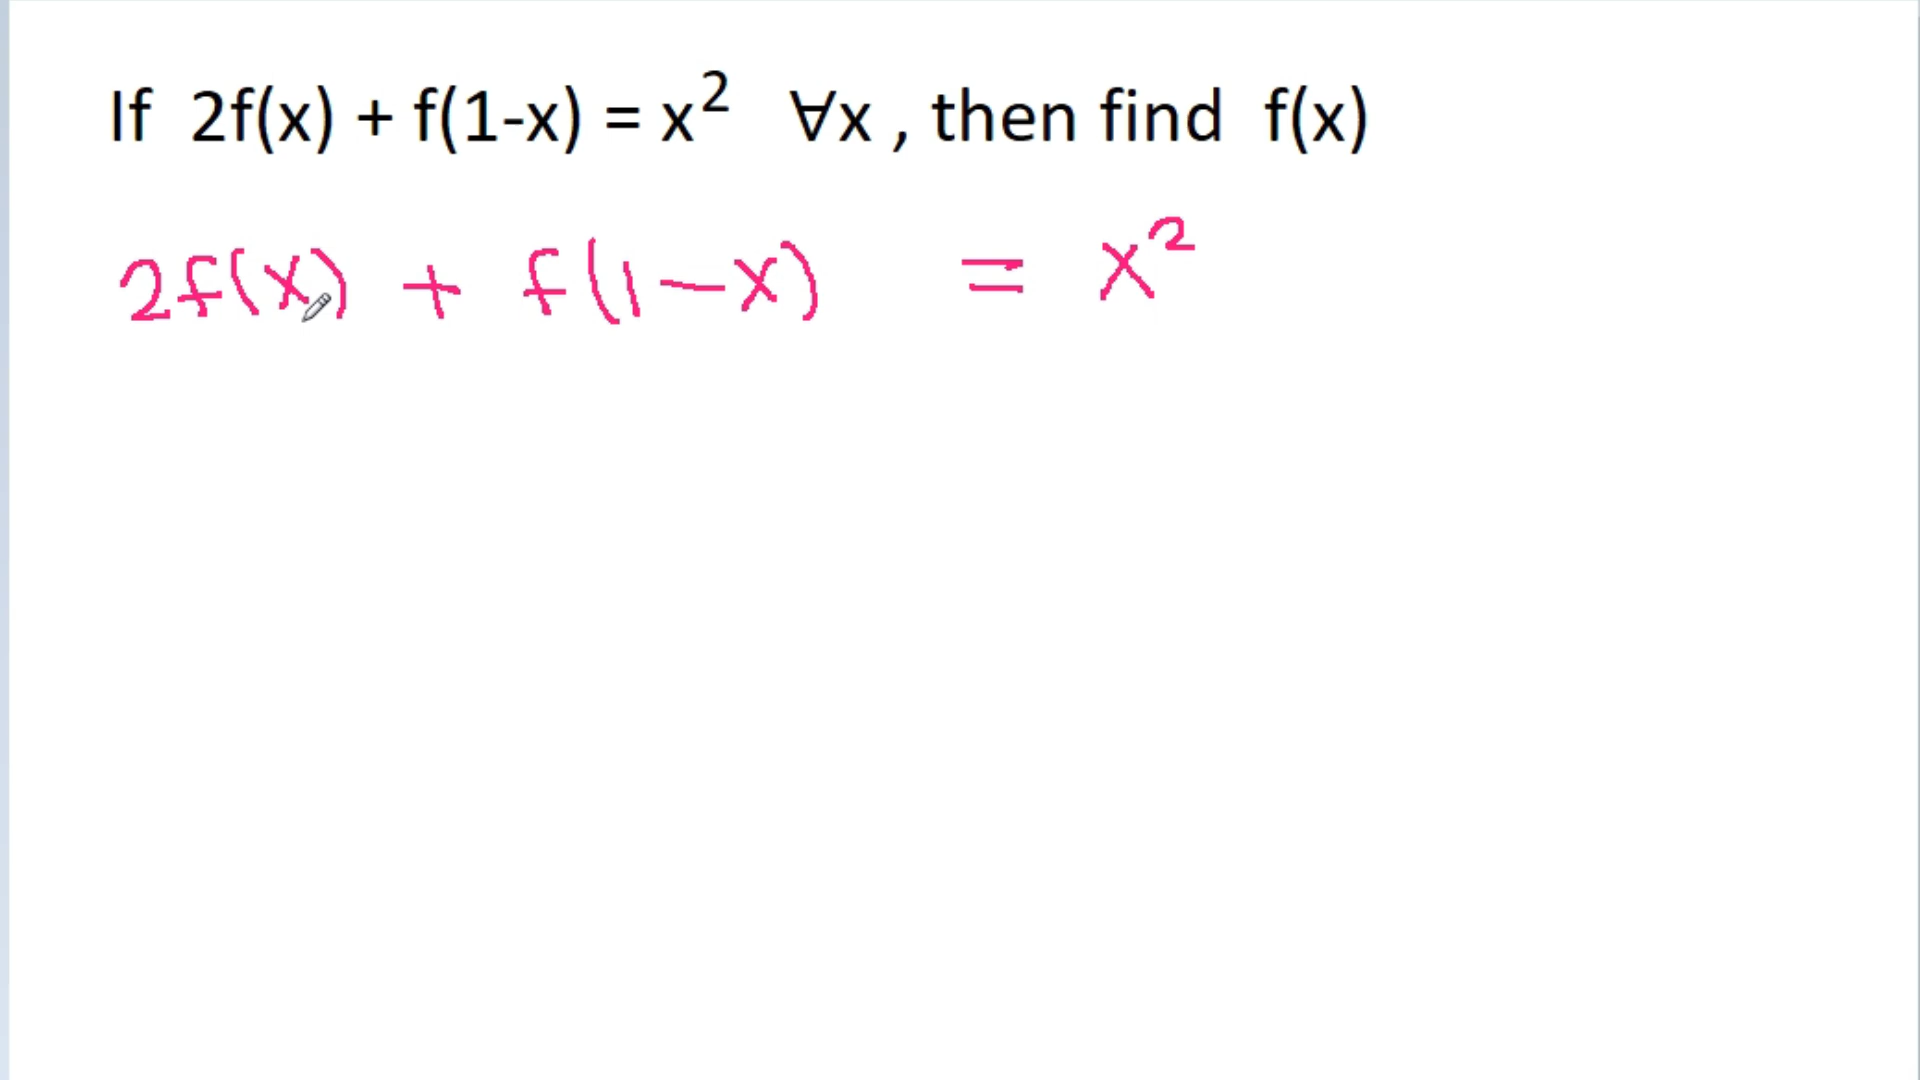 If 2f(x) + f(1-x) = x² ∀x , then find f(x)
2f(x) + f(1-x) = x²